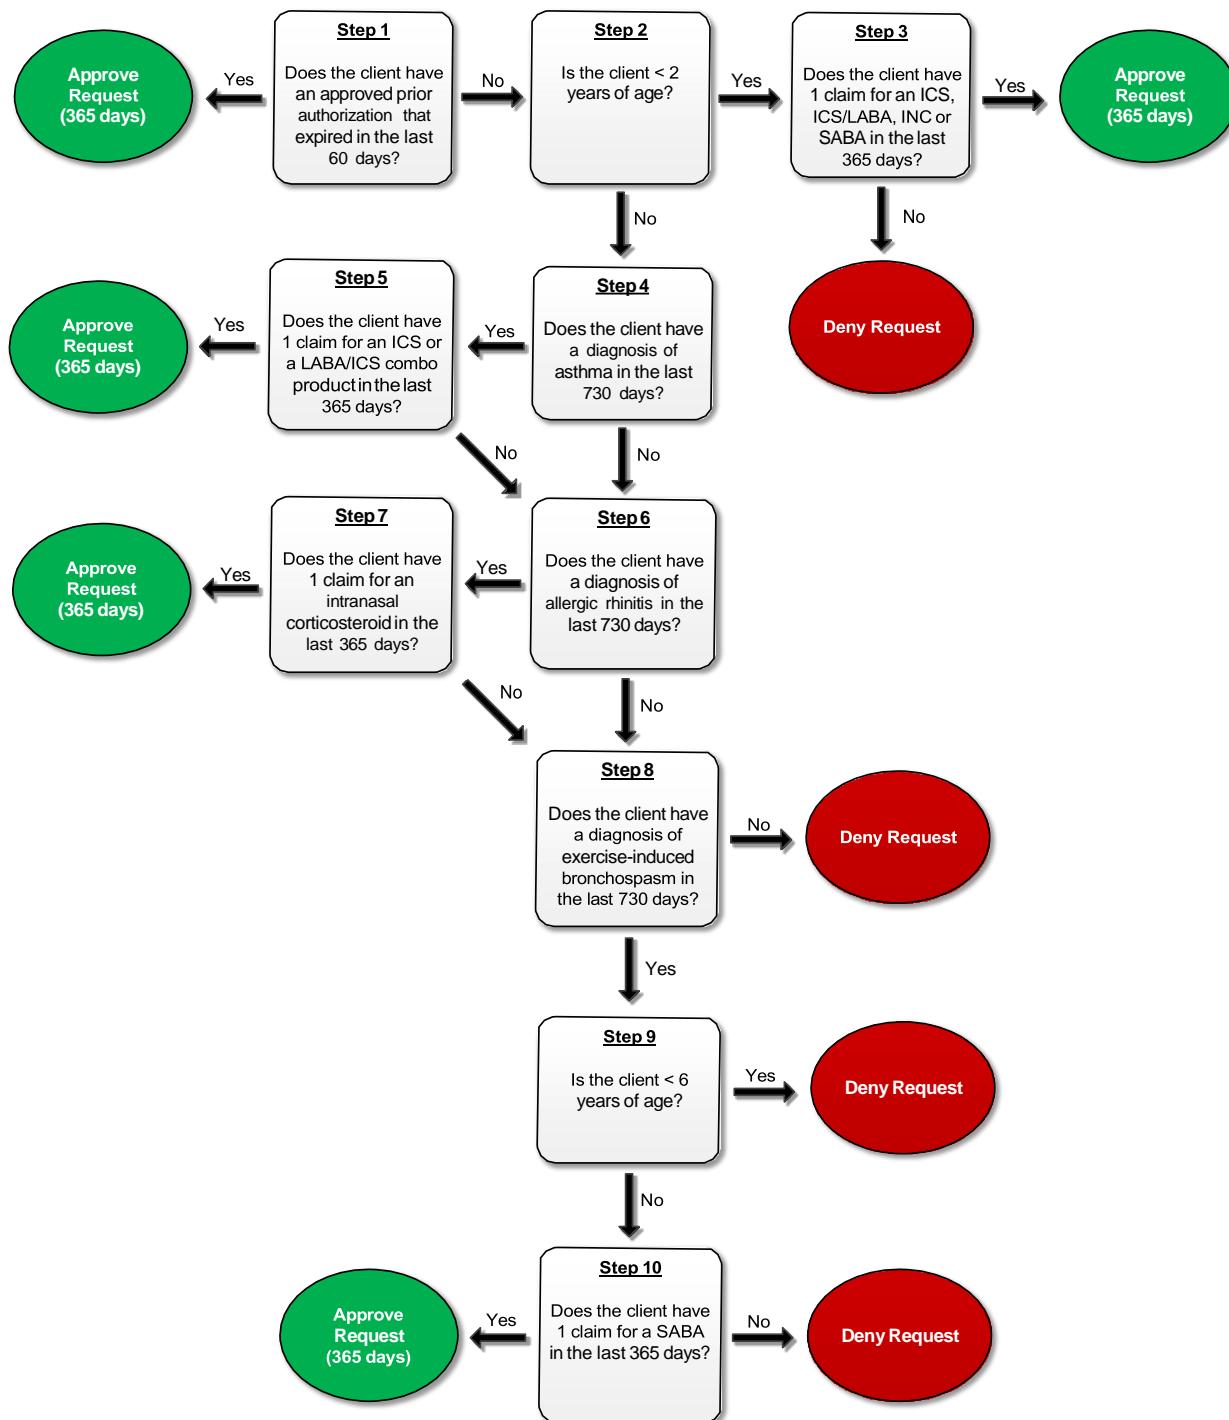 Approve
Request
(365 days)
Yes
Step 1
Does the client have
an approved prior
authorization that
expired in the last
60 days?
No
Step 2
Is the client < 2
years of age?
Yes
Step 3
Does the client have
1 claim for an ICS,
ICS/LABA, INC or
SABA in the last
365 days?
Yes
Approve
Request
(365 days)
No
No
Deny Request
Approve
Request
(365 days)
Yes
Step 5
Does the client have
1 claim for an ICS or
a LABA/ICS combo
product in the last
365 days?
Yes
Step 4
Does the client have
a diagnosis of
asthma in the last
730 days?
No
No
Approve
Request
(365 days)
Yes
Step 7
Does the client have
1 claim for an
intranasal
corticosteroid in the
last 365 days?
Yes
Step 6
Does the client have
a diagnosis of
allergic rhinitis in the
last 730 days?
No
No
Step 8
Does the client have
a diagnosis of
exercise-induced
bronchospasm in
the last 730 days?
No
Deny Request
Yes
Step 9
Is the client < 6
years of age?
Yes
Deny Request
No
Approve
Request
(365 days)
Yes
Step 10
Does the client have
1 claim for a SABA
in the last 365 days?
No
Deny Request